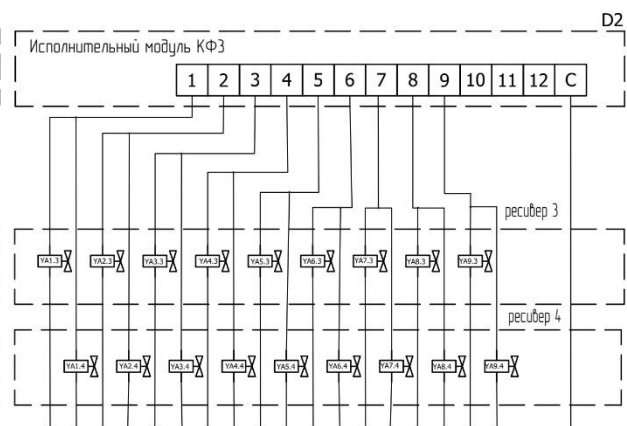 D2
Исполнительный модуль КФ3
1 2 3 4 5 6 7 8 9 10 11 12 C
ресивер 3
YA1.3 YA2.3 YA3.3 YA4.3 YA5.3 YA6.3 YA7.3 YA8.3 YA9.3
ресивер 4
YA1.4 YA2.4 YA3.4 YA4.4 YA5.4 YA6.4 YA7.4 YA8.4 YA9.4